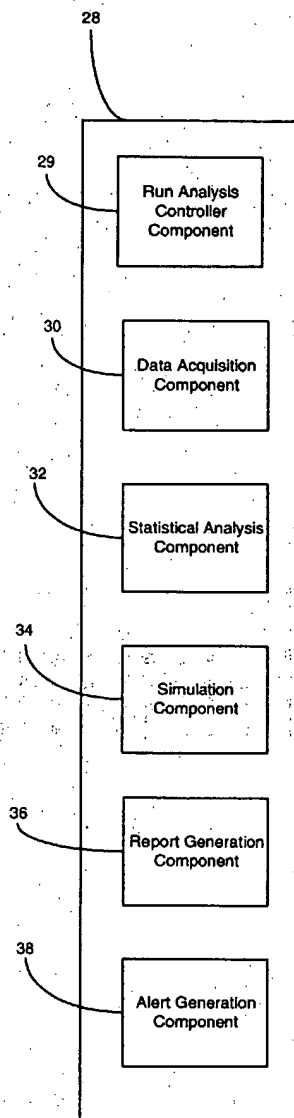 28
29
Run Analysis
Controller
Component
30
Data Acquisition
Component
32
Statistical Analysis
Component
34
Simulation
Component
36
Report Generation
Component
38
Alert Generation
Component